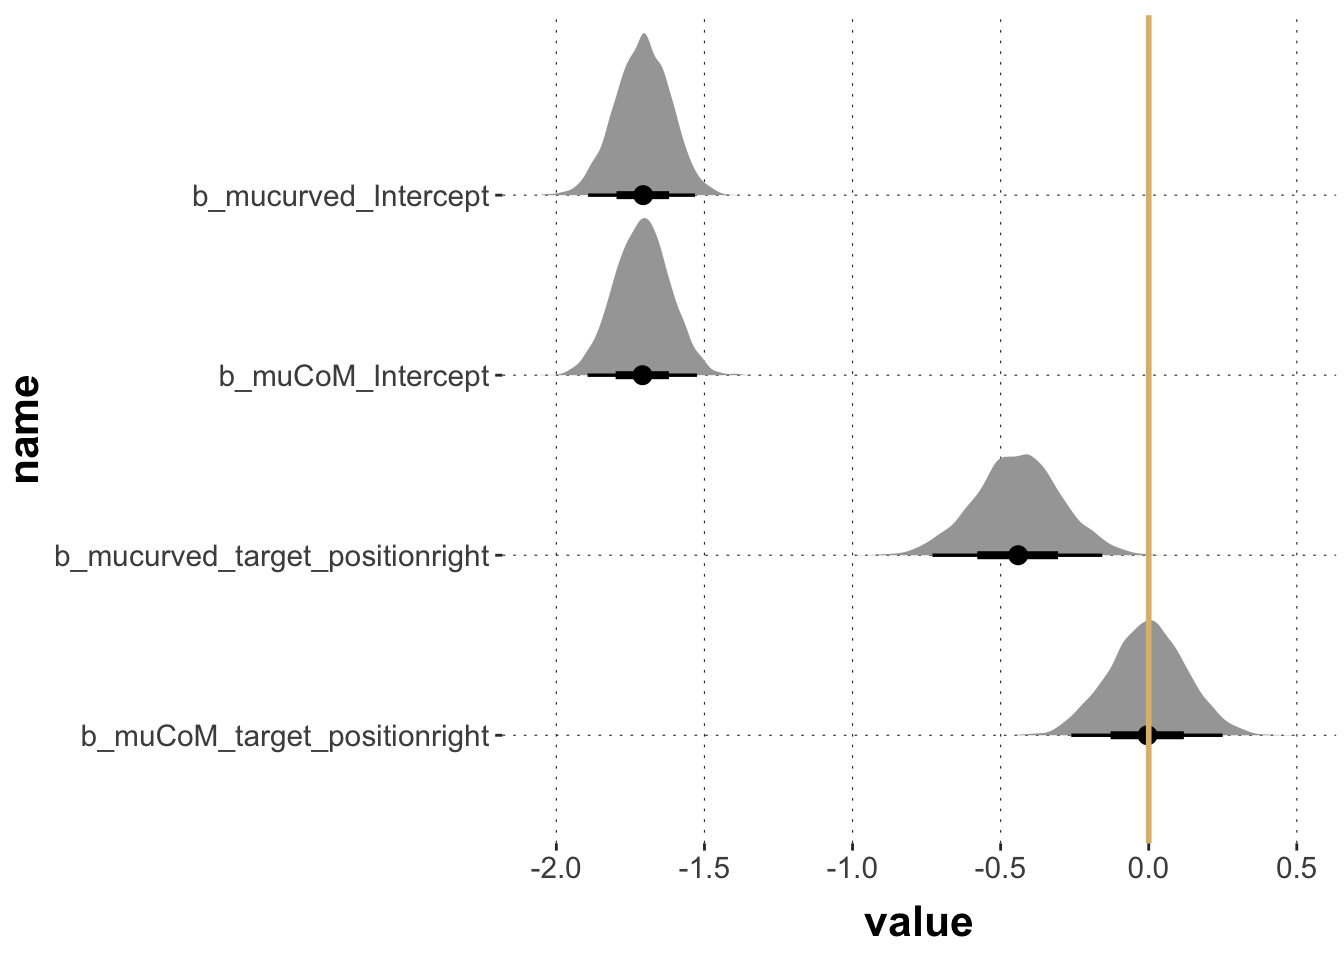 b_mucurved_Intercept
b_muCoM_Intercept
name
b_mucurved_target_positionright
b_muCoM_target_positionright
-2.0 -1.5 -1.0 -0.5 0.0 0.5
value